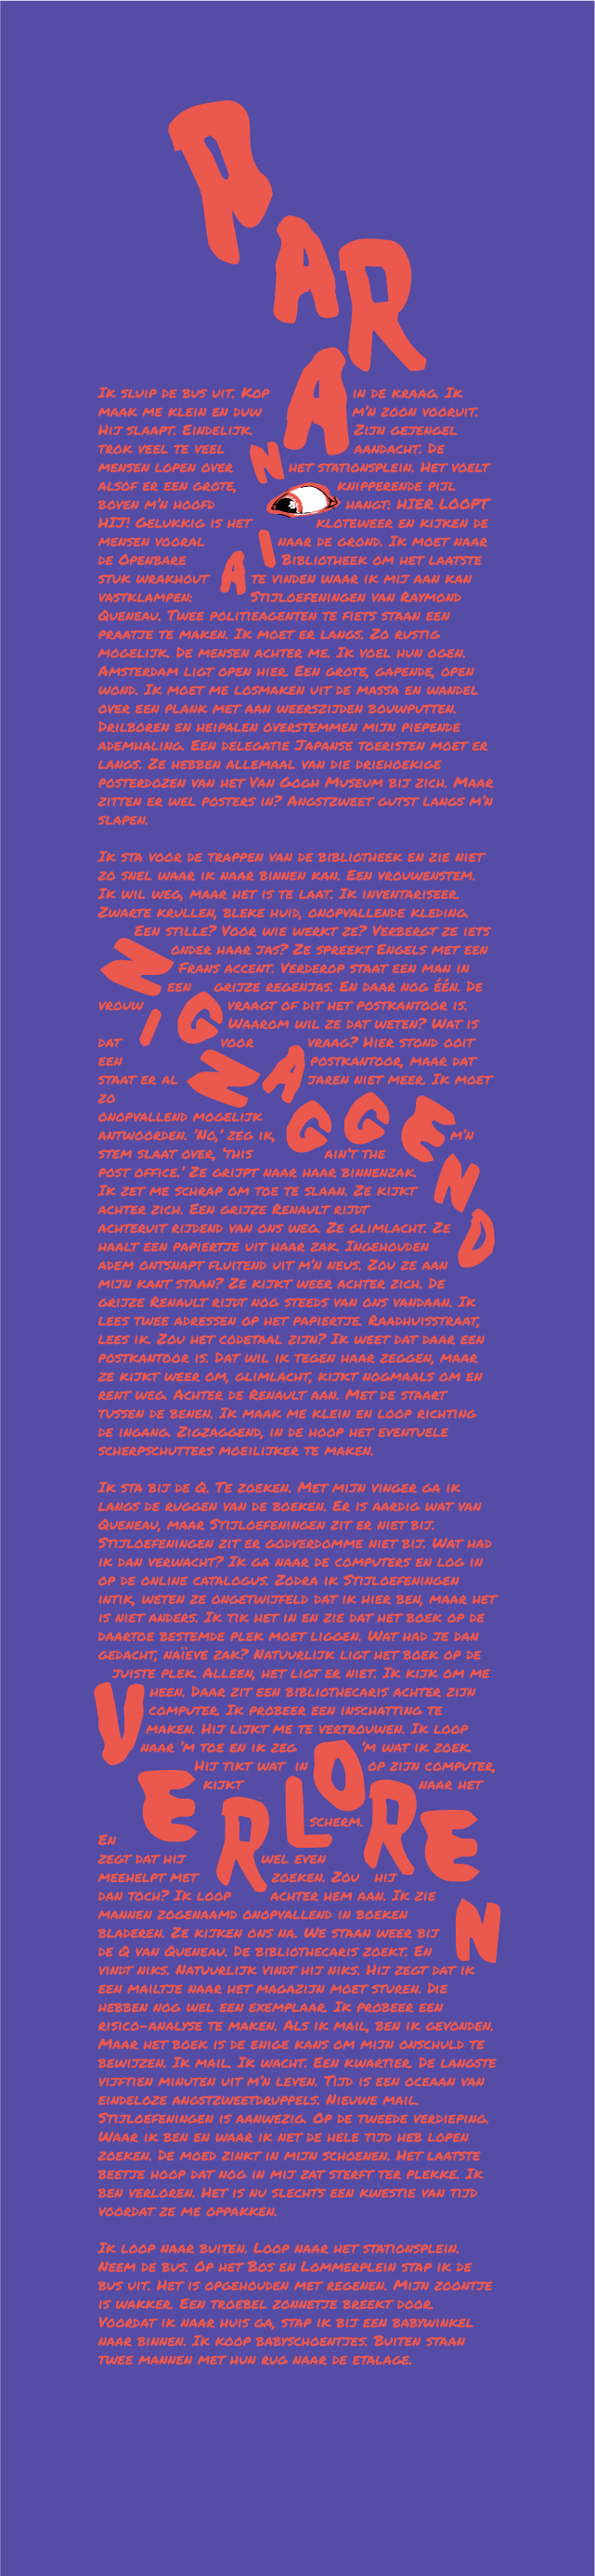 PARANAIA
Ik sluip de bus uit. Kop in de kraag. Ik
maak me klein en duw m'n zoon vooruit.
Hij slaapt. Eindelijk. Zijn gejengel
trok veel te veel aandacht. De
mensen lopen over het stationsplein. Het voelt
alsof er een grote, knipperende pijl
boven m'n hoofd hangt: HIER LOOPT
HIJ! Gelukkig is het kloteweer en kijken de
mensen vooral naar de grond. Ik moet naar
de Openbare Bibliotheek om het laatste
stuk wrakhout te vinden waar ik mij aan kan
vastklampen: Stijloefeningen van Raymond
Queneau. Twee politieagenten te fiets staan een
praatje te maken. Ik moet er langs. Zo rustig
mogelijk. De mensen achter me. Ik voel hun ogen.
Amsterdam ligt open hier. Een grote, gapende, open
wond. Ik moet me losmaken uit de massa en wandel
over een plank met aan weerszijden bouwputten.
Drilboren en heipalen overstemmen mijn piepende
ademhaling. Een delegatie Japanse toeristen moet er
langs. Ze hebben allemaal van die driehoekige
posterdozen van het Van Gogh Museum bij zich. Maar
zitten er wel posters in? Angstzweet gutst langs m'n
slapen.
Ik sta voor de trappen van de bibliotheek en zie niet
zo snel waar ik naar binnen kan. Een vrouwenstem.
Ik wil weg, maar het is te laat. Ik inventariseer.
Zwarte krullen, bleke huid, onopvallende kleding.
Een stille? Voor wie werkt ze? Verbergt ze iets
onder haar jas? Ze spreekt Engels met een
Frans accent. Verderop staat een man in
een grijze regenjas. En daar nog één. De
vrouw vraagt of dit het postkantoor is.
Waarom wil ze dat weten? Wat is
dat voor vraag? Hier stond ooit
een postkantoor, maar dat
staat er al jaren niet meer. Ik moet
zo
onopvallend mogelijk
antwoorden. 'No,' zeg ik, m'n
stem slaat over, 'this ain't the
post office.' Ze grijpt naar haar binnenzak.
Ik zet me schrap om toe te slaan. Ze kijkt
achter zich. Een grijze Renault rijdt
achteruit rijdend van ons weg. Ze glimlacht. Ze
haalt een papiertje uit haar zak. Ingehouden
adem ontsnapt fluitend uit m'n neus. Zou ze aan
mijn kant staan? Ze kijkt weer achter zich. De
grijze Renault rijdt nog steeds van ons vandaan. Ik
lees twee adressen op het papiertje. Raadhuisstraat,
lees ik. Zou het codetaal zijn? Ik weet dat daar een
postkantoor is. Dat wil ik tegen haar zeggen, maar
ze kijkt weer om, glimlacht, kijkt nogmaals om en
rent weg. Achter de Renault aan. Met de staart
tussen de benen. Ik maak me klein en loop richting
de ingang. Zigzaggend, in de hoop het eventuele
scherpschutters moeilijker te maken.
ZIGZAGGEND
Ik sta bij de Q. Te zoeken. Met mijn vinger ga ik
langs de ruggen van de boeken. Er is aardig wat van
Queneau, maar Stijloefeningen zit er niet bij.
Stijloefeningen zit er godverdomme niet bij. Wat had
ik dan verwacht? Ik ga naar de computers en log in
op de online catalogus. Zodra ik Stijloefeningen
intik, weten ze ongetwijfeld dat ik hier ben, maar het
is niet anders. Ik tik het in en zie dat het boek op de
daartoe bestemde plek moet liggen. Wat had je dan
gedacht, naïeve zak? Natuurlijk ligt het boek op de
juiste plek. Alleen, het ligt er niet. Ik kijk om me
heen. Daar zit een bibliothecaris achter zijn
computer. Ik probeer een inschatting te
maken. Hij lijkt me te vertrouwen. Ik loop
naar 'm toe en ik zeg 'm wat ik zoek.
Hij tikt wat in op zijn computer,
kijkt naar het
scherm.
En
zegt dat hij wel even
meehelpt met zoeken. Zou hij
dan toch? Ik loop achter hem aan. Ik zie
mannen zogenaamd onopvallend in boeken
bladeren. Ze kijken ons na. We staan weer bij
de Q van Queneau. De bibliothecaris zoekt. En
vindt niks. Natuurlijk vindt hij niks. Hij zegt dat ik
een mailtje naar het magazijn moet sturen. Die
hebben nog wel een exemplaar. Ik probeer een
risico-analyse te maken. Als ik mail, ben ik gevonden.
Maar het boek is de enige kans om mijn onschuld te
bewijzen. Ik mail. Ik wacht. Een kwartier. De langste
vijftien minuten uit m'n leven. Tijd is een oceaan van
eindeloze angstzweetdruppels. Nieuwe mail.
Stijloefeningen is aanwezig. Op de tweede verdieping.
Waar ik ben en waar ik net de hele tijd heb lopen
zoeken. De moed zinkt in mijn schoenen. Het laatste
beetje hoop dat nog in mij zat sterft ter plekke. Ik
ben verloren. Het is nu slechts een kwestie van tijd
voordat ze me oppakken.
VERLOREN
Ik loop naar buiten. Loop naar het stationsplein.
Neem de bus. Op het Bos en Lommerplein stap ik de
bus uit. Het is opgehouden met regenen. Mijn zoontje
is wakker. Een troebel zonnetje breekt door.
Voordat ik naar huis ga, stap ik bij een babywinkel
naar binnen. Ik koop babyschoentjes. Buiten staan
twee mannen met hun rug naar de etalage.